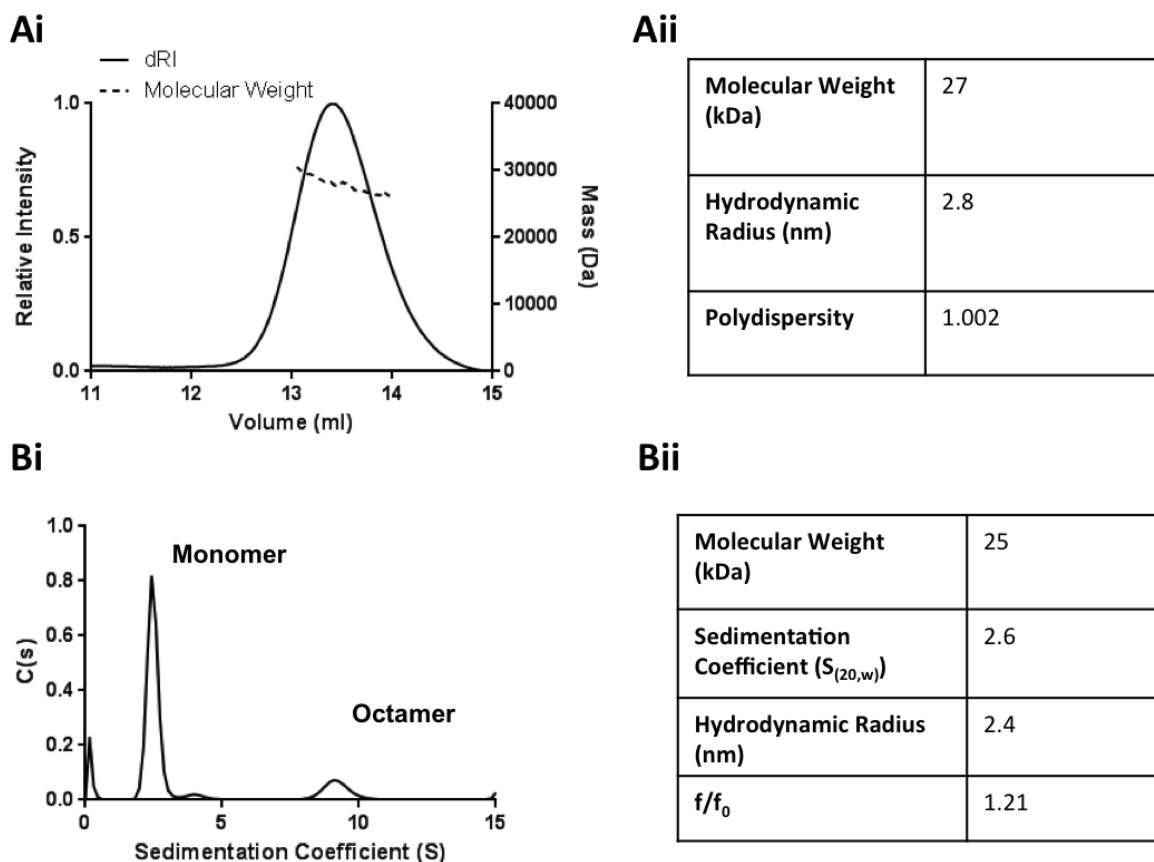 Ai
dRI
Molecular Weight
1.0
0.5
0.0
Relative Intensity
40000
30000
20000
10000
0
Mass (Da)
11 12 13 14 15
Volume (ml)
Aii
Molecular Weight (kDa) 27
Hydrodynamic Radius (nm) 2.8
Polydispersity 1.002
Bi
Monomer
Octamer
1.0
0.8
0.6
0.4
0.2
0.0
C(s)
0 5 10 15
Sedimentation Coefficient (S)
Bii
Molecular Weight (kDa) 25
Sedimentation Coefficient (S(20,w)) 2.6
Hydrodynamic Radius (nm) 2.4
f/f0 1.21